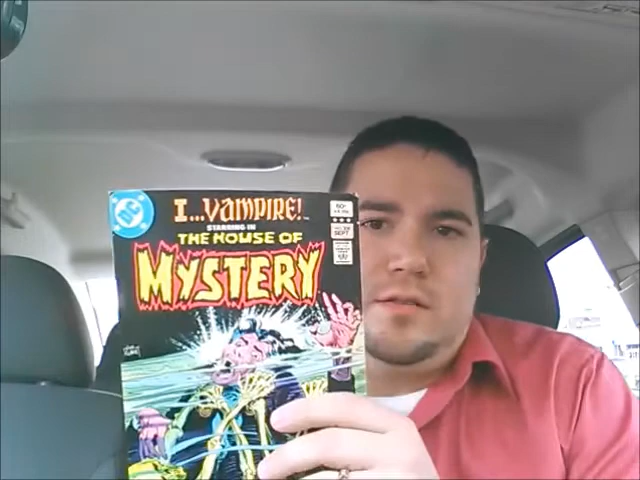 DC
I...VAMPIRE!
STARRING IN
THE HOUSE OF
MYSTERY
60¢
SEPT.